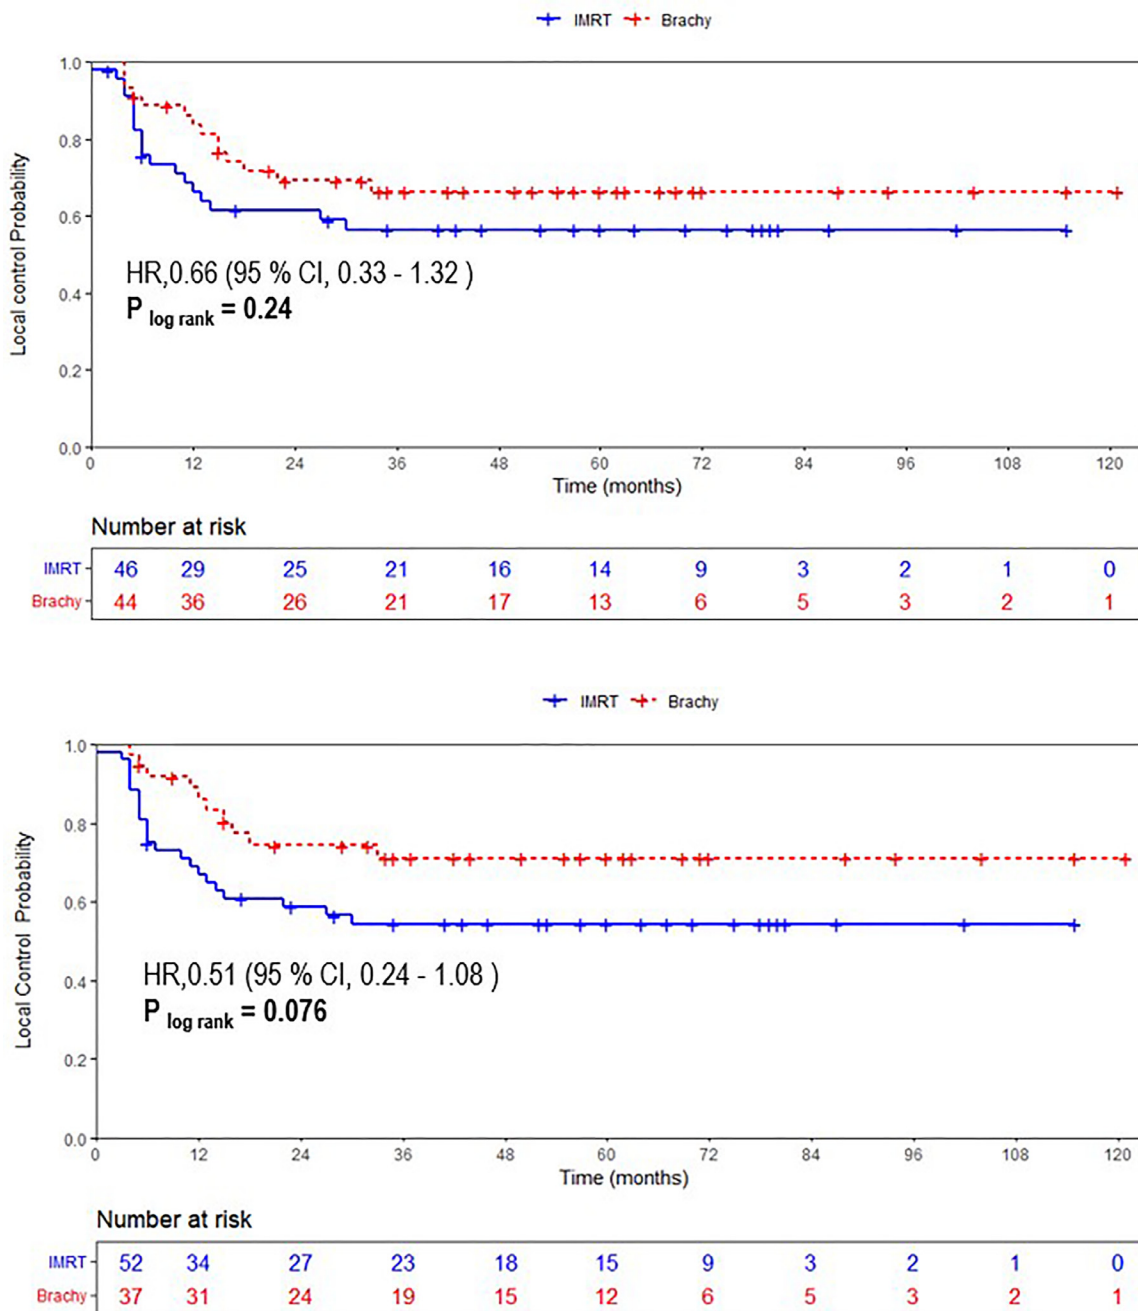 IMRT Brachy
1.0
0.8
0.6
0.4
0.2
0.0
Local control Probability
HR,0.66 (95 % CI, 0.33 - 1.32 )
P log rank = 0.24
0 12 24 36 48 60 72 84 96 108 120
Time (months)
Number at risk
IMRT 46 29 25 21 16 14 9 3 2 1 0
Brachy 44 36 26 21 17 13 6 5 3 2 1
IMRT Brachy
1.0
0.8
0.6
0.4
0.2
0.0
Local Control Probability
HR,0.51 (95 % CI, 0.24 - 1.08 )
P log rank = 0.076
0 12 24 36 48 60 72 84 96 108 120
Time (months)
Number at risk
IMRT 52 34 27 23 18 15 9 3 2 1 0
Brachy 37 31 24 19 15 12 6 5 3 2 1